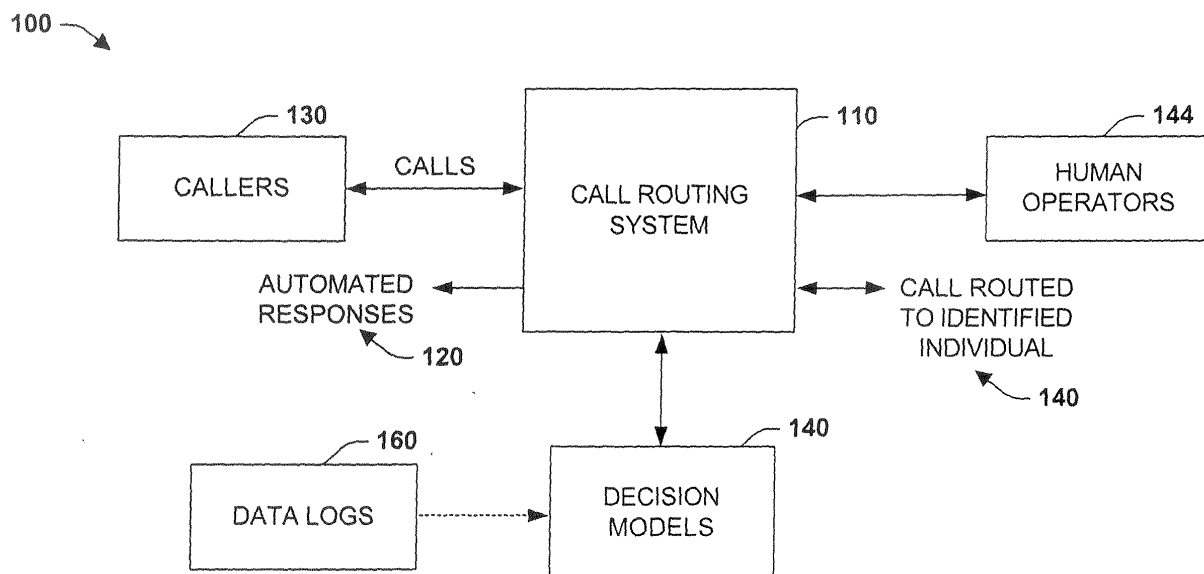 100
130
CALLERS
CALLS
110
CALL ROUTING
SYSTEM
144
HUMAN
OPERATORS
AUTOMATED
RESPONSES
120
CALL ROUTED
TO IDENTIFIED
INDIVIDUAL
140
160
DATA LOGS
140
DECISION
MODELS